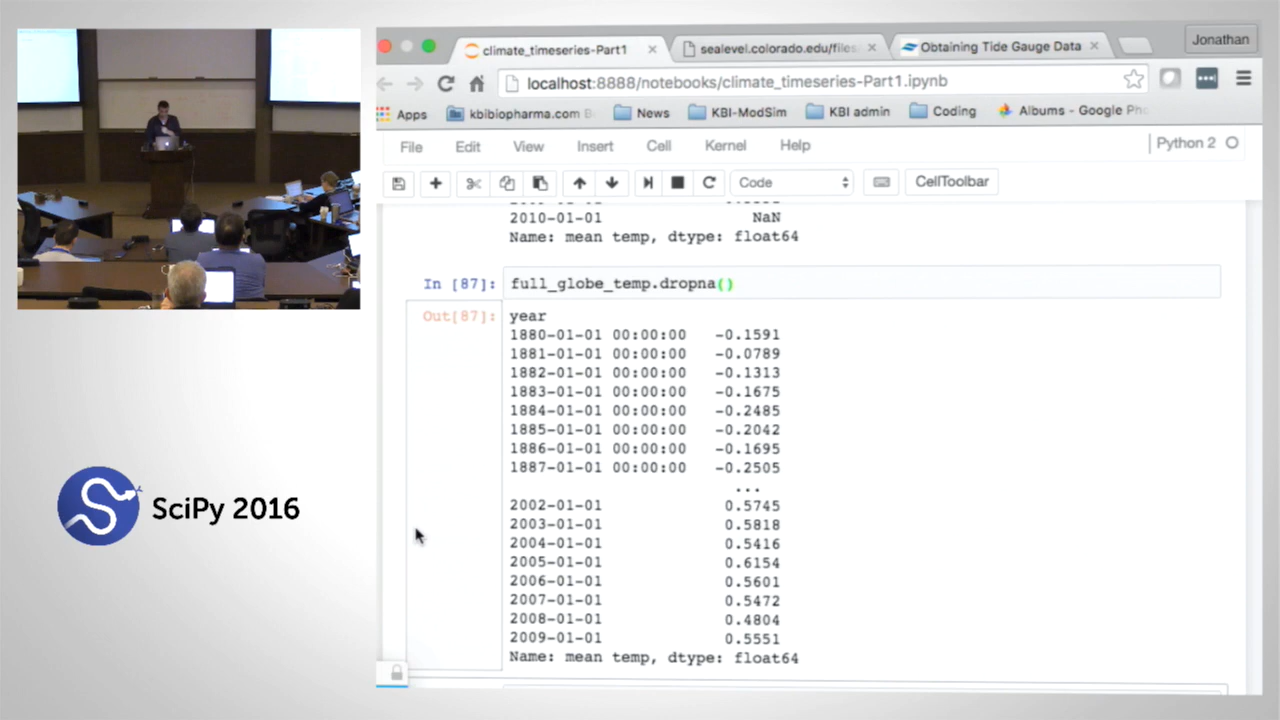 climate_timeseries-Part1
sealevel.colorado.edu/files
Obtaining Tide Gauge Data
Jonathan
localhost:8888/notebooks/climate_timeseries-Part1.ipynb
Apps
kbibiopharma.com
News
KBI-ModSim
KBI admin
Coding
Albums - Google Pho
File Edit View Insert Cell Kernel Help
Python 2
Code
CellToolbar
2010-01-01 NaN
Name: mean temp, dtype: float64
In [87]: full_globe_temp.dropna()
Out[87]: year
1880-01-01 00:00:00 -0.1591
1881-01-01 00:00:00 -0.0789
1882-01-01 00:00:00 -0.1313
1883-01-01 00:00:00 -0.1675
1884-01-01 00:00:00 -0.2485
1885-01-01 00:00:00 -0.2042
1886-01-01 00:00:00 -0.1695
1887-01-01 00:00:00 -0.2505
...
2002-01-01 0.5745
2003-01-01 0.5818
2004-01-01 0.5416
2005-01-01 0.6154
2006-01-01 0.5601
2007-01-01 0.5472
2008-01-01 0.4804
2009-01-01 0.5551
Name: mean temp, dtype: float64
SciPy 2016